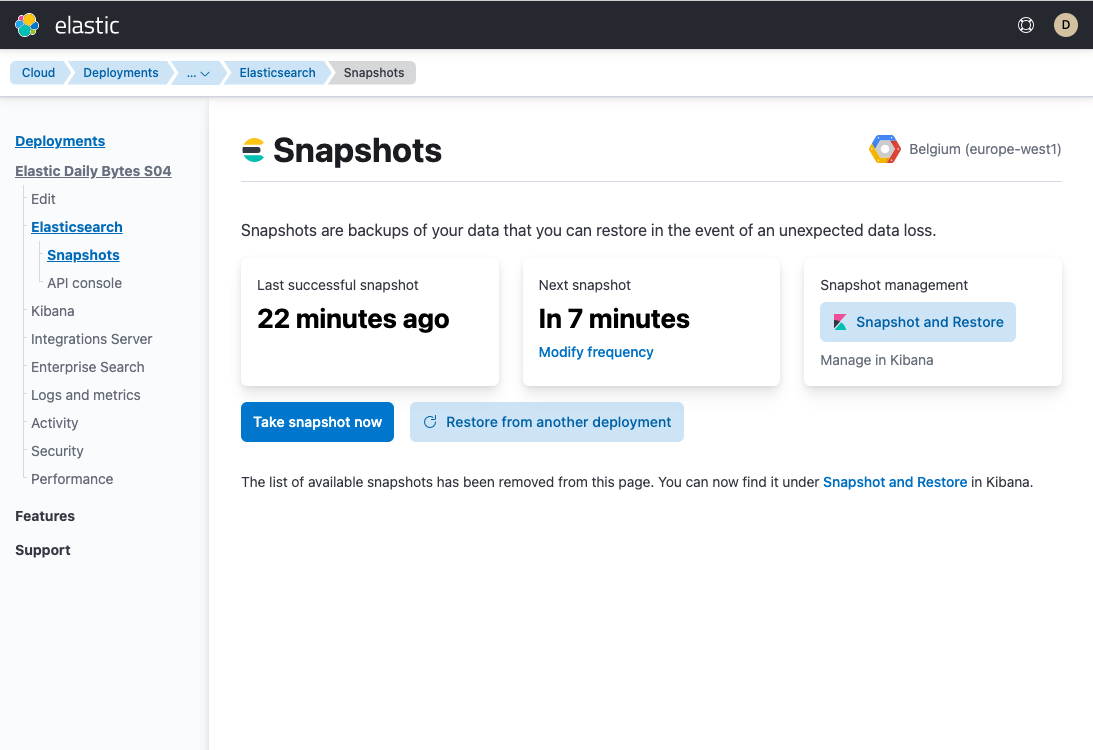 elastic
D
Cloud
Deployments
...
Elasticsearch
Snapshots
Deployments
Elastic Daily Bytes S04
Edit
Elasticsearch
Snapshots
API console
Kibana
Integrations Server
Enterprise Search
Logs and metrics
Activity
Security
Performance
Features
Support
Snapshots
Belgium (europe-west1)
Snapshots are backups of your data that you can restore in the event of an unexpected data loss.
Last successful snapshot
22 minutes ago
Next snapshot
In 7 minutes
Modify frequency
Snapshot management
Snapshot and Restore
Manage in Kibana
Take snapshot now
Restore from another deployment
The list of available snapshots has been removed from this page. You can now find it under Snapshot and Restore in Kibana.